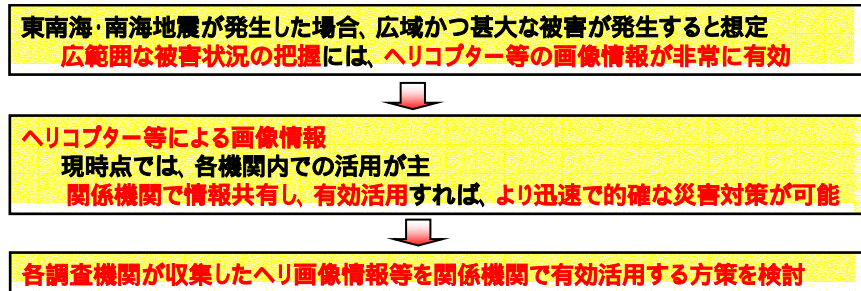 東南海・南海地震が発生した場合、広域かつ甚大な被害が発生すると想定
広範囲な被害状況の把握には、ヘリコプター等の画像情報が非常に有効
ヘリコプター等による画像情報
現時点では、各機関内での活用が主
関係機関で情報共有し、有効活用すれば、より迅速で的確な災害対策が可能
各調査機関が収集したヘリ画像情報等を関係機関で有効活用する方策を検討